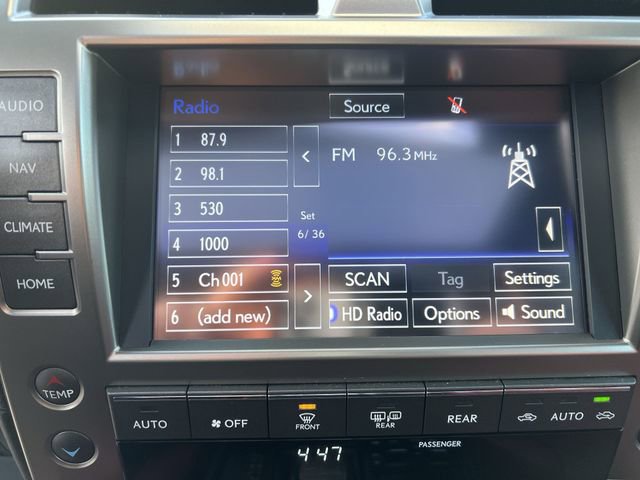 AUDIO
NAV
CLIMATE
HOME
Radio
Source
1 87.9
2 98.1
3 530
4 1000
5 Ch 001
6 (add new)
<
Set
6/ 36
>
FM 96.3 MHz
SCAN
Tag
Settings
HD Radio
Options
Sound
TEMP
AUTO
OFF
FRONT
REAR
REAR
AUTO
PASSENGER
4 47